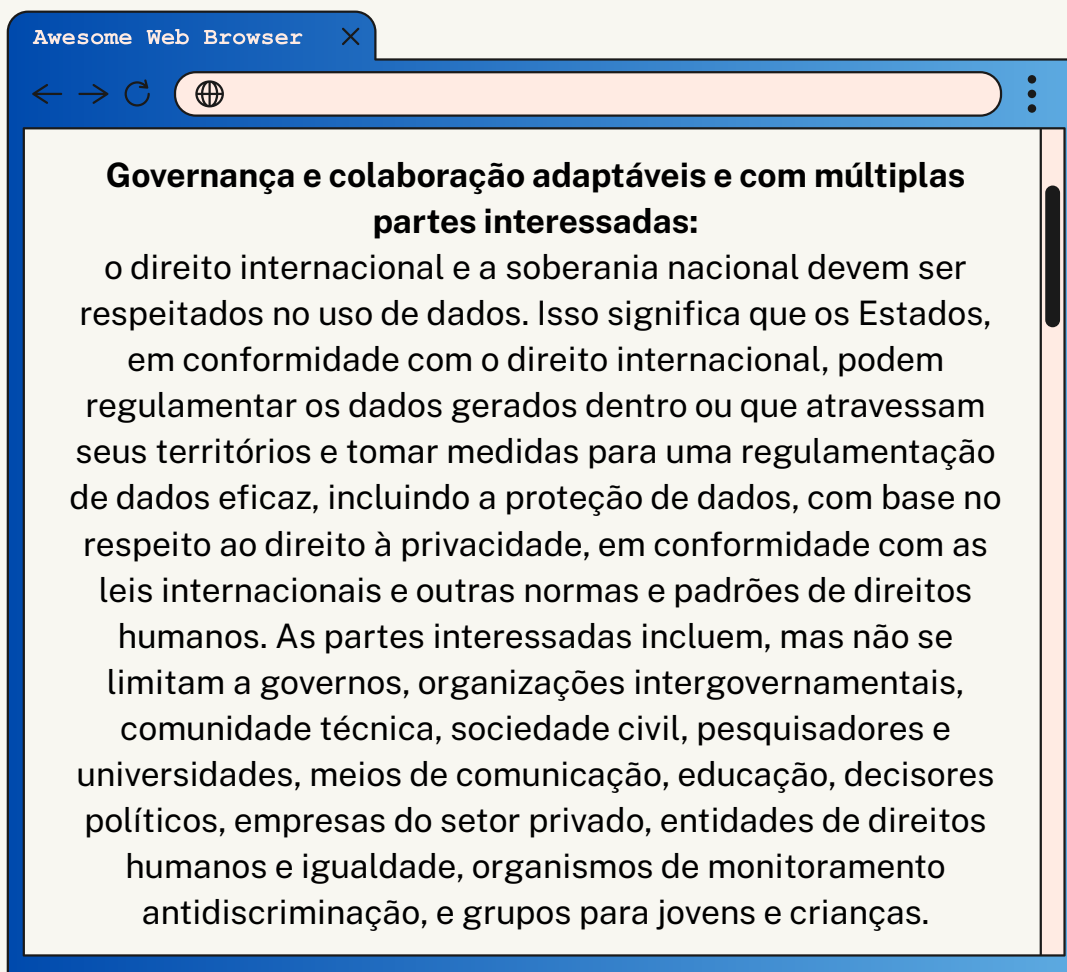 Awesome Web Browser
Governança e colaboração adaptáveis e com múltiplas
partes interessadas:
o direito internacional e a soberania nacional devem ser
respeitados no uso de dados. Isso significa que os Estados,
em conformidade com o direito internacional, podem
regulamentar os dados gerados dentro ou que atravessam
seus territórios e tomar medidas para uma regulamentação
de dados eficaz, incluindo a proteção de dados, com base no
respeito ao direito à privacidade, em conformidade com as
leis internacionais e outras normas e padrões de direitos
humanos. As partes interessadas incluem, mas não se
limitam a governos, organizações intergovernamentais,
comunidade técnica, sociedade civil, pesquisadores e
universidades, meios de comunicação, educação, decisores
políticos, empresas do setor privado, entidades de direitos
humanos e igualdade, organismos de monitoramento
antidiscriminação, e grupos para jovens e crianças.